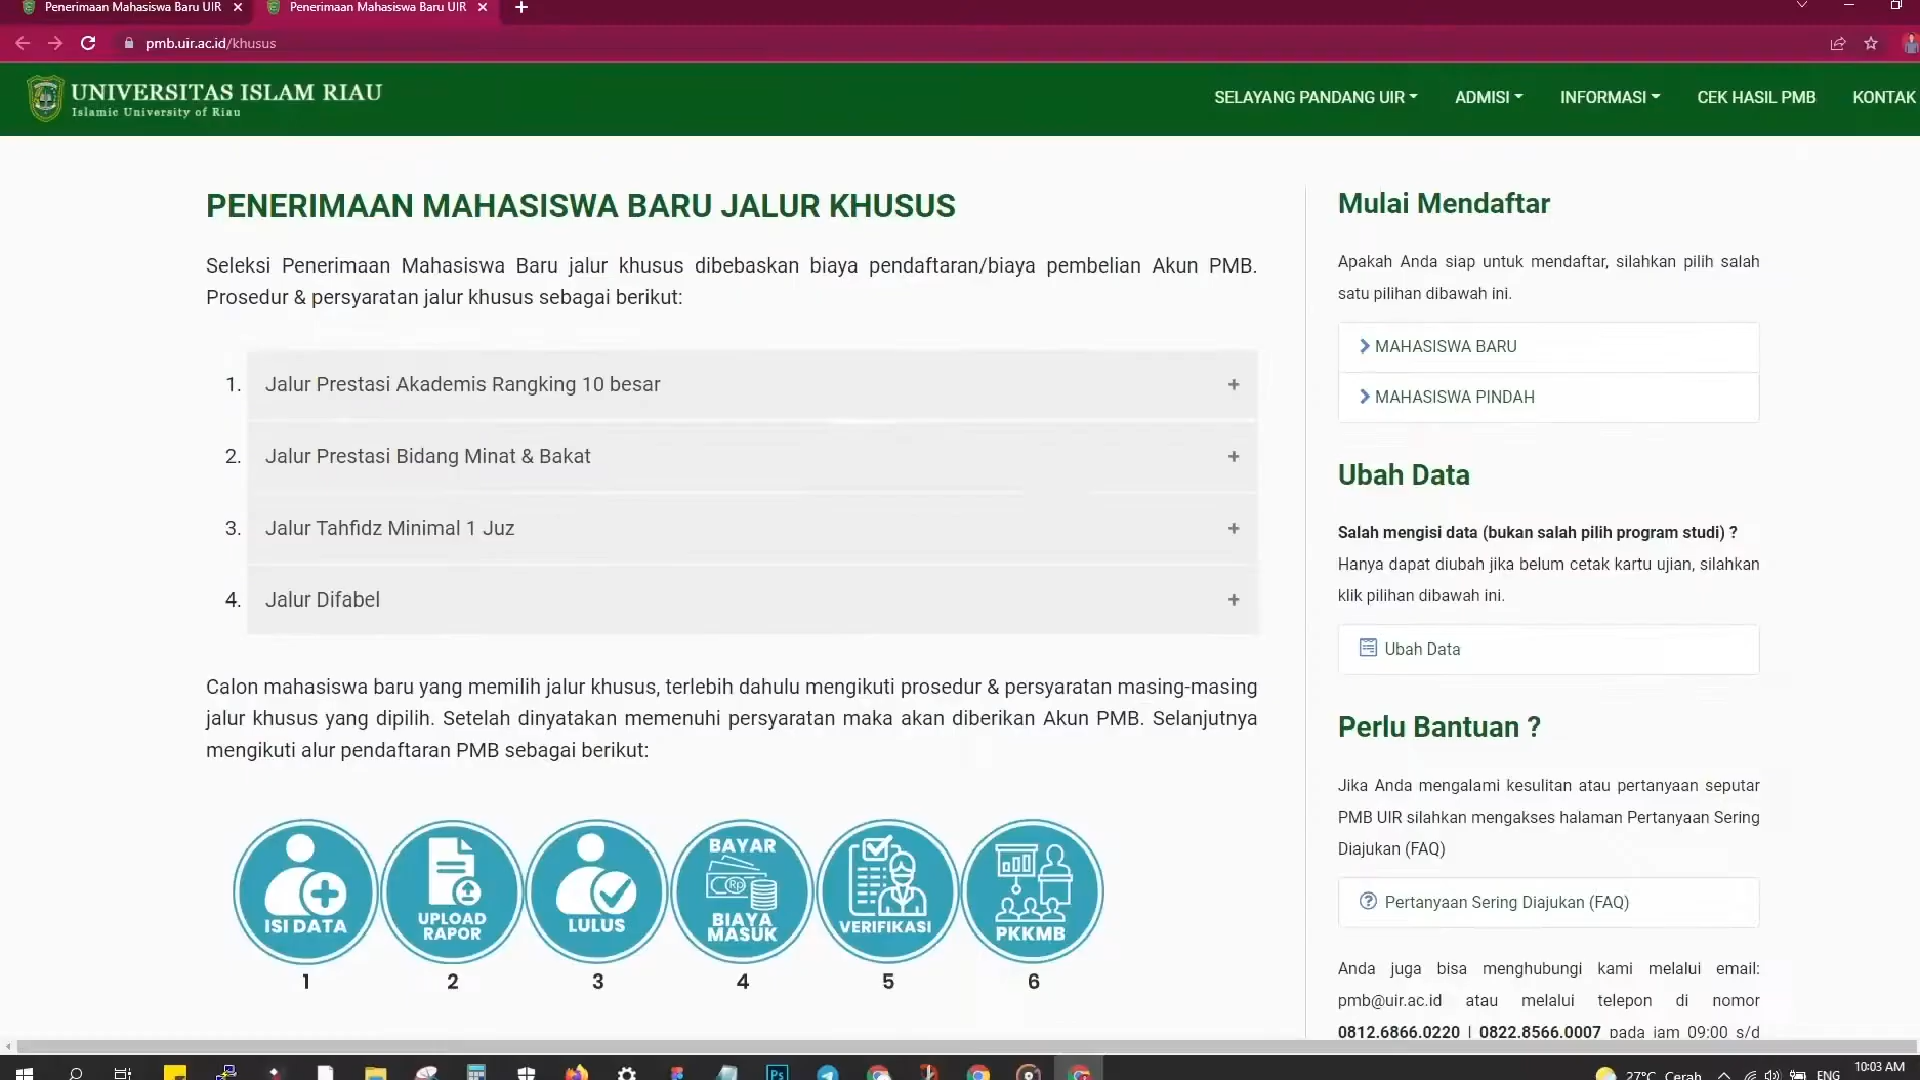 Penerimaan Mahasiswa Baru UIR
Penerimaan Mahasiswa Baru UIR
pmb.uir.ac.id/khusus
UNIVERSITAS ISLAM RIAU
Islamic University of Riau
SELAYANG PANDANG UIR
ADMISI
INFORMASI
CEK HASIL PMB
KONTAK
PENERIMAAN MAHASISWA BARU JALUR KHUSUS
Seleksi Penerimaan Mahasiswa Baru jalur khusus dibebaskan biaya pendaftaran/biaya pembelian Akun PMB.
Prosedur & persyaratan jalur khusus sebagai berikut:
1. Jalur Prestasi Akademis Rangking 10 besar +
2. Jalur Prestasi Bidang Minat & Bakat +
3. Jalur Tahfidz Minimal 1 Juz +
4. Jalur Difabel +
Calon mahasiswa baru yang memilih jalur khusus, terlebih dahulu mengikuti prosedur & persyaratan masing-masing
jalur khusus yang dipilih. Setelah dinyatakan memenuhi persyaratan maka akan diberikan Akun PMB. Selanjutnya
mengikuti alur pendaftaran PMB sebagai berikut:
ISI DATA
1
UPLOAD
RAPOR
2
LULUS
3
BAYAR
Rp
BIAYA
MASUK
4
VERIFIKASI
5
PKKMB
6
Mulai Mendaftar
Apakah Anda siap untuk mendaftar, silahkan pilih salah
satu pilihan dibawah ini.
MAHASISWA BARU
MAHASISWA PINDAH
Ubah Data
Salah mengisi data (bukan salah pilih program studi) ?
Hanya dapat diubah jika belum cetak kartu ujian, silahkan
klik pilihan dibawah ini.
Ubah Data
Perlu Bantuan ?
Jika Anda mengalami kesulitan atau pertanyaan seputar
PMB UIR silahkan mengakses halaman Pertanyaan Sering
Diajukan (FAQ)
Pertanyaan Sering Diajukan (FAQ)
Anda juga bisa menghubungi kami melalui email:
pmb@uir.ac.id atau melalui telepon di nomor
0812.6866.0220 | 0822.8566.0007 pada jam 09:00 s/d
Ps
27°C Cerah
ENG
10:03 AM